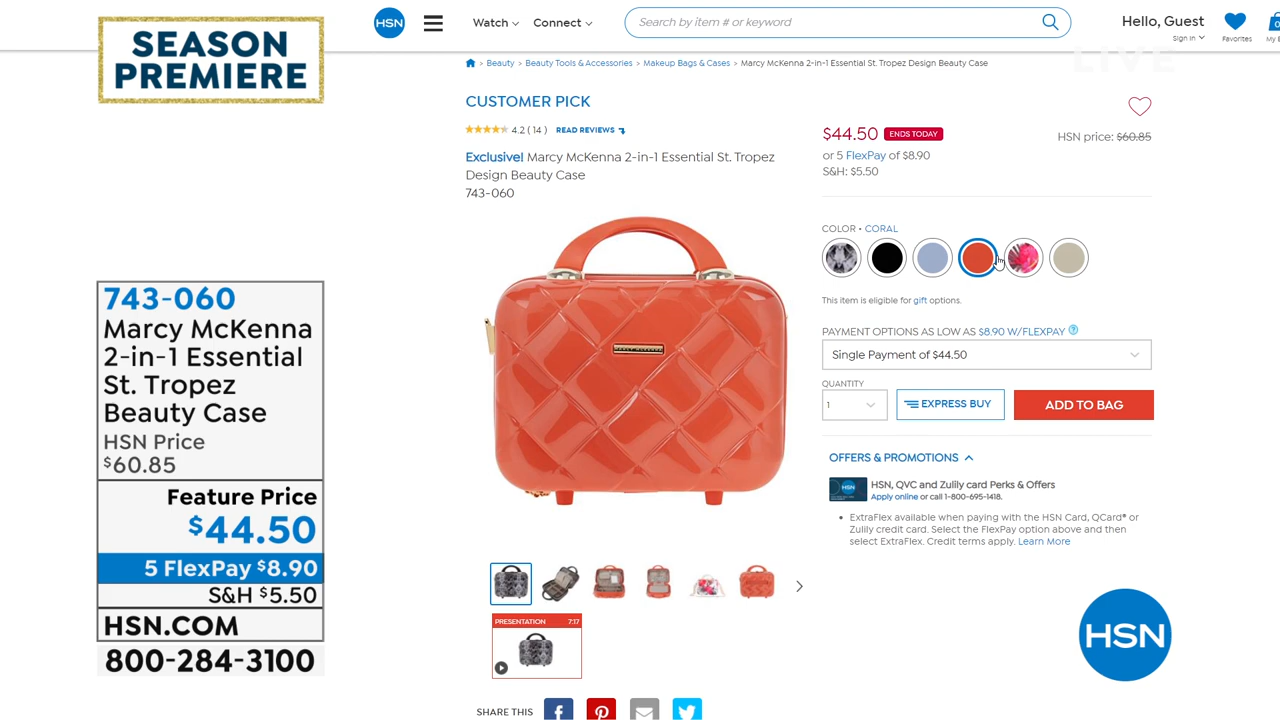 SEASON
PREMIERE
HSN
Watch
Connect
Search by item # or keyword
Hello, Guest
Sign In
Favorites
0
LIVE
> Beauty > Beauty Tools & Accessories > Makeup Bags & Cases > Marcy McKenna 2-in-1 Essential St. Tropez Design Beauty Case
CUSTOMER PICK
4.2 ( 14 ) READ REVIEWS
Exclusive! Marcy McKenna 2-in-1 Essential St. Tropez
Design Beauty Case
743-060
MARCY MCKENNA
PRESENTATION 7:17
SHARE THIS
$44.50 ENDS TODAY
HSN price: $60.85
or 5 FlexPay of $8.90
S&H: $5.50
COLOR • CORAL
This item is eligible for gift options.
PAYMENT OPTIONS AS LOW AS $8.90 W/FLEXPAY ?
Single Payment of $44.50
QUANTITY
1
EXPRESS BUY
ADD TO BAG
OFFERS & PROMOTIONS
HSN
HSN, QVC and Zulily card Perks & Offers
Apply online or call 1-800-695-1418.
• ExtraFlex available when paying with the HSN Card, QCard® or
Zulily credit card. Select the FlexPay option above and then
select ExtraFlex. Credit terms apply. Learn More
743-060
Marcy McKenna
2-in-1 Essential
St. Tropez
Beauty Case
HSN Price
$60.85
Feature Price
$44.50
5 FlexPay $8.90
S&H $5.50
HSN.COM
800-284-3100
HSN